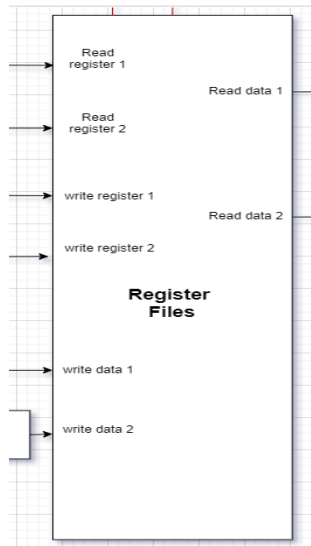 Read
register 1
Read data 1
Read
register 2
write register 1
Read data 2
write register 2
Register
Files
write data 1
write data 2